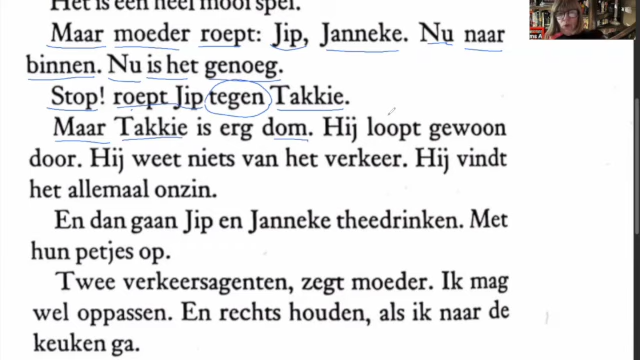 Het is een heel mooi spel.
Maar moeder roept: Jip, Janneke. Nu naar
binnen. Nu is het genoeg.
Stop! roept Jip tegen Takkie.
Maar Takkie is erg dom. Hij loopt gewoon
door. Hij weet niets van het verkeer. Hij vindt
het allemaal onzin.
En dan gaan Jip en Janneke theedrinken. Met
hun petjes op.
Twee verkeersagenten, zegt moeder. Ik mag
wel oppassen. En rechts houden, als ik naar de
keuken ga.